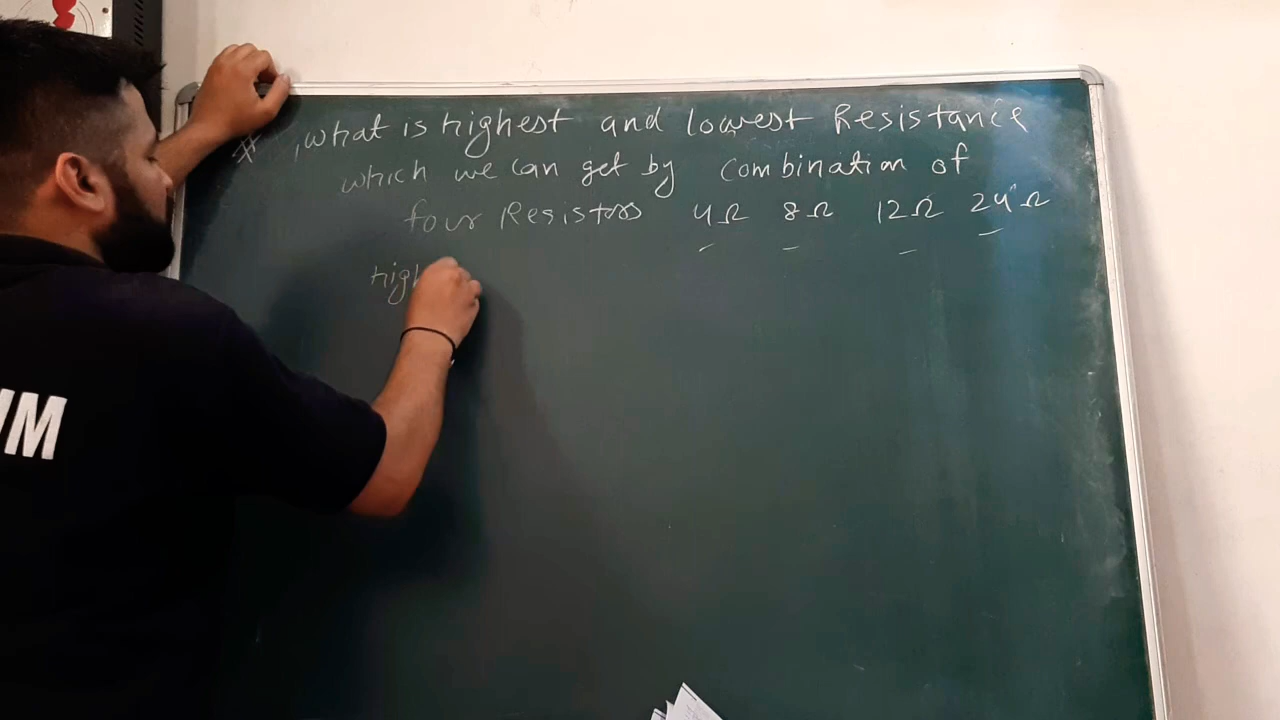 * , what is highest and lowest Resistance
which we can get by combination of
four Resistors 4Ω 8Ω 12Ω 24Ω
high